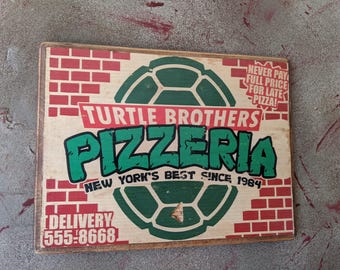 NEVER PAY
FULL PRICE
FOR LATE
PIZZA!
TURTLE BROTHERS
PIZZERIA
NEW YORK'S BEST SINCE 1984
DELIVERY
555-8668